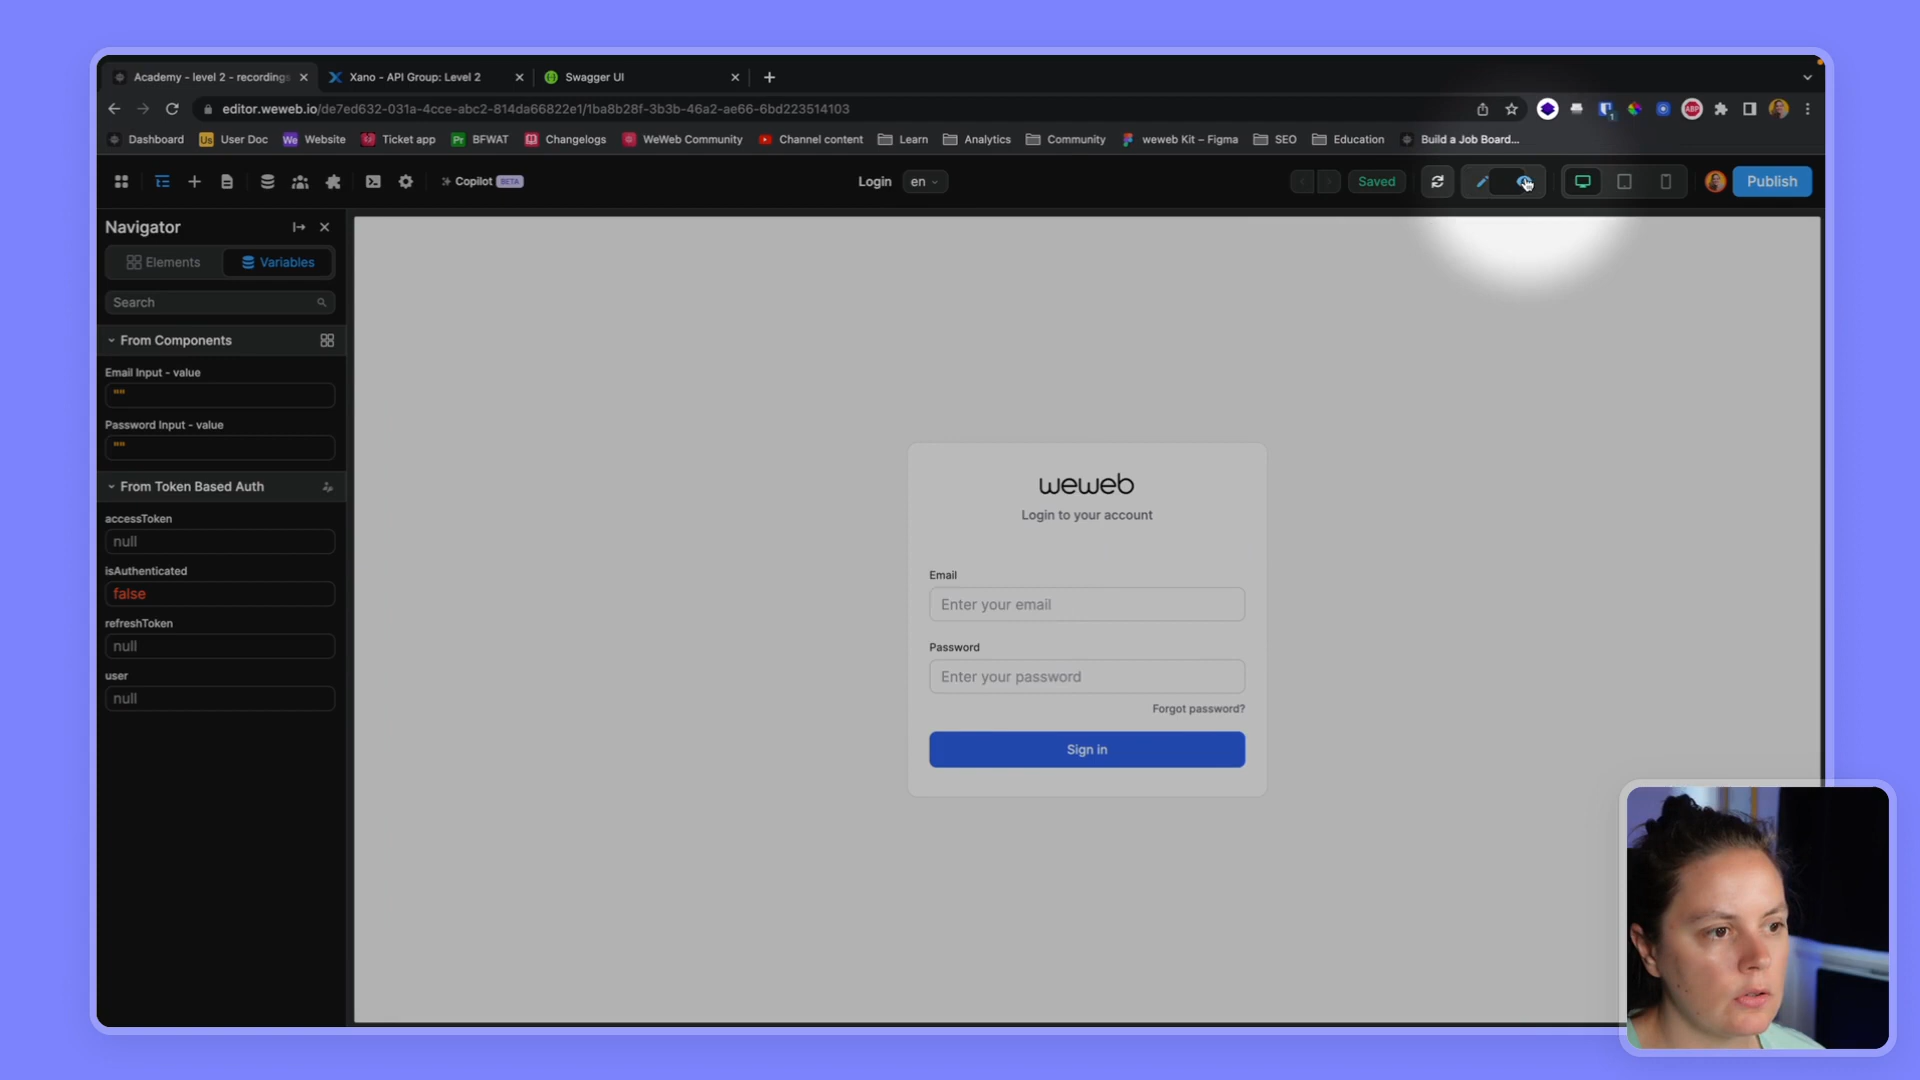 Academy - level 2 - recordings
Xano - API Group: Level 2
Swagger UI
editor.weweb.io/de7ed632-031a-4cce-abc2-814da66822e1/1ba8b28f-3b3b-46a2-ae66-6bd223514103
Dashboard
Us User Doc
We Website
Ticket app
Pr BFWAT
Changelogs
WeWeb Community
Channel content
Learn
Analytics
Community
weweb Kit – Figma
SEO
Education
Build a Job Board...
Copilot BETA
Login
en
Saved
Publish
Navigator
Elements
Variables
Search
From Components
Email Input - value
""
Password Input - value
""
From Token Based Auth
accessToken
null
isAuthenticated
false
refreshToken
null
user
null
weweb
Login to your account
Email
Enter your email
Password
Enter your password
Forgot password?
Sign in